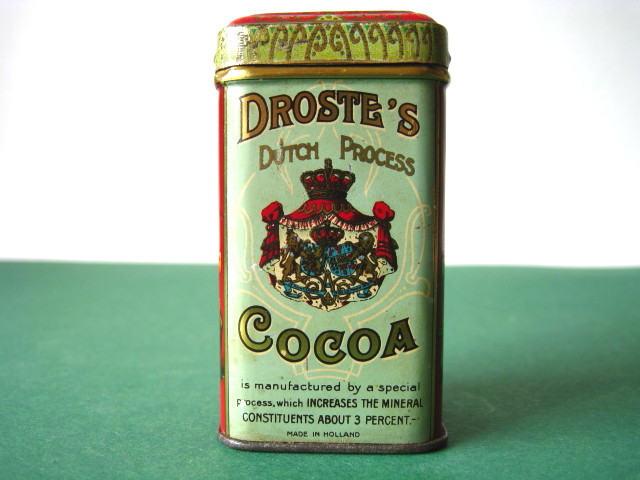 DROSTE'S
DUTCH PROCESS
COCOA
is manufactured by a special
process, which INCREASES THE MINERAL
CONSTITUENTS ABOUT 3 PERCENT.-
MADE IN HOLLAND